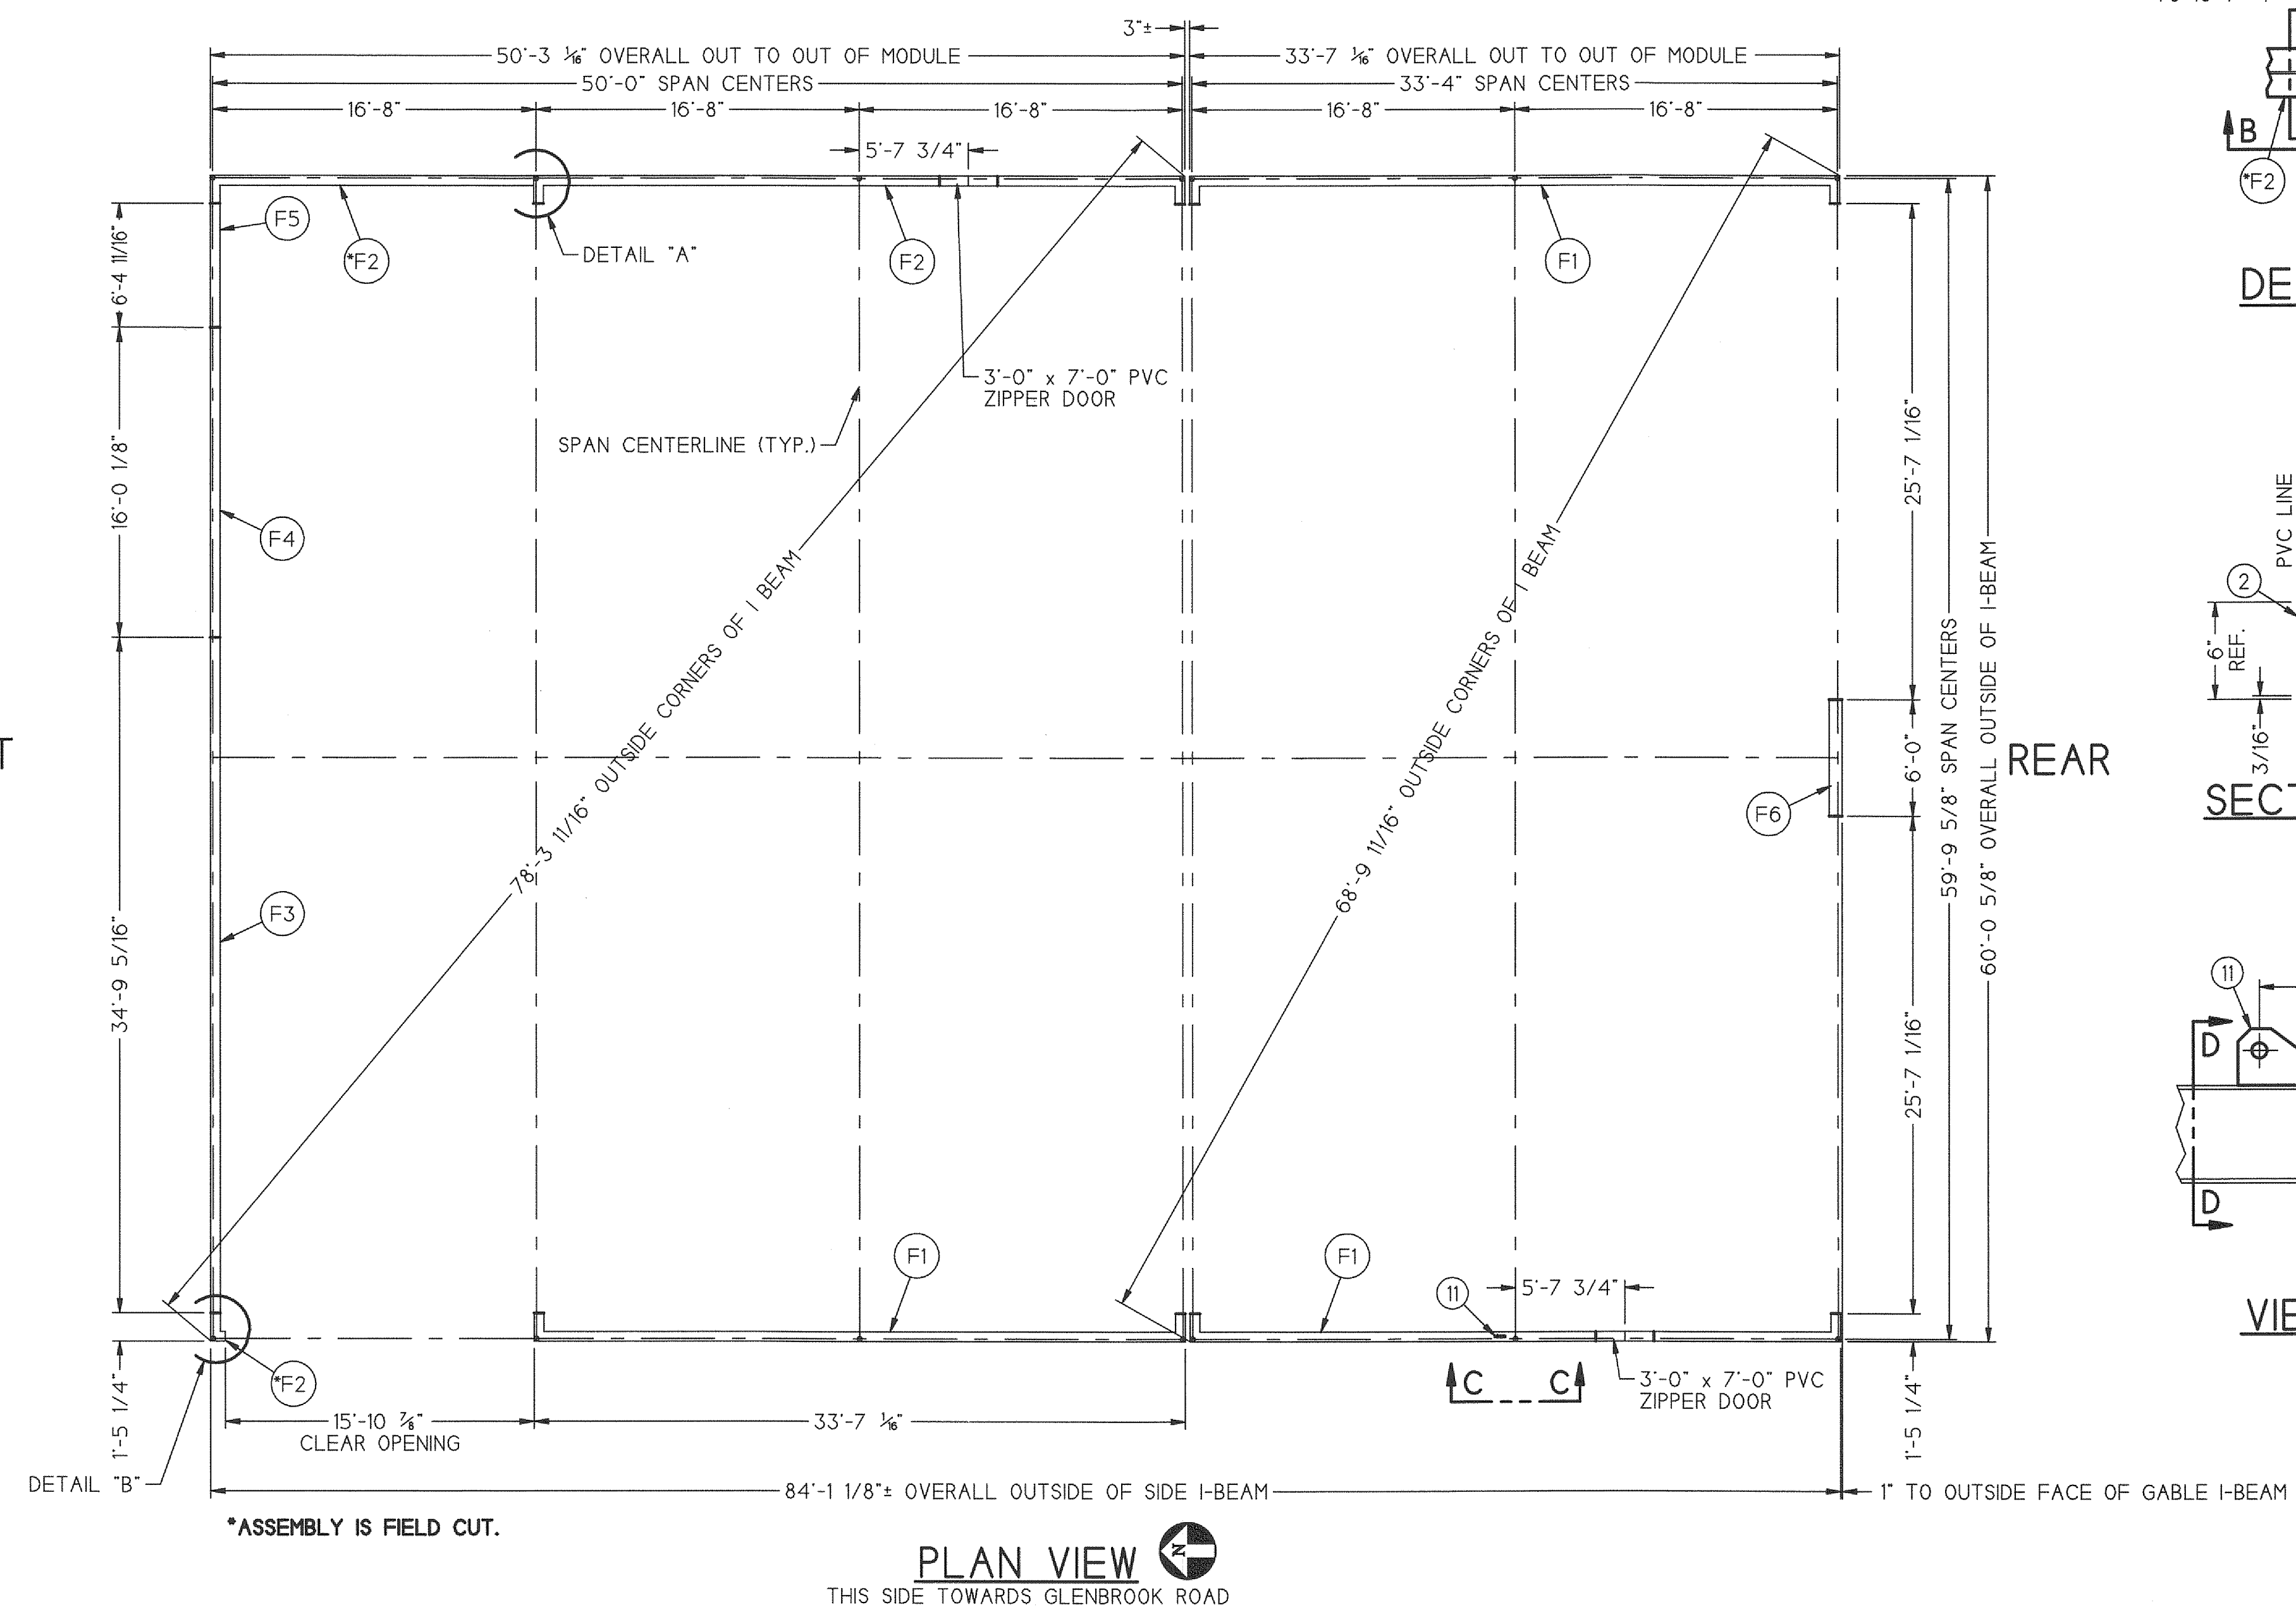 3"±
50'-3 1/16" OVERALL OUT TO OUT OF MODULE
33'-7 1/16" OVERALL OUT TO OUT OF MODULE
50'-0" SPAN CENTERS
33'-4" SPAN CENTERS
16'-8"
16'-8"
16'-8"
16'-8"
16'-8"
5'-7 3/4"
B
*F2
F5
*F2
DETAIL "A"
F2
F1
DE
6'-4 11/16"
3'-0" x 7'-0" PVC
ZIPPER DOOR
SPAN CENTERLINE (TYP.)
16'-0 1/8"
25'-7 1/16"
F4
PVC LINE
2
6"
REF.
3/16"
SECT
78'-3 11/16" OUTSIDE CORNERS OF I BEAM
68'-9 11/16" OUTSIDE CORNERS OF I BEAM
59'-9 5/8" SPAN CENTERS
60'-0 5/8" OVERALL OUTSIDE OF I-BEAM
T
6'-0"
REAR
F6
F3
34'-9 5/16"
25'-7 1/16"
11
D
D
VIE
F1
F1
11
5'-7 3/4"
*F2
C
C
3'-0" x 7'-0" PVC
ZIPPER DOOR
1'-5 1/4"
1'-5 1/4"
15'-10 7/8"
CLEAR OPENING
33'-7 1/16"
DETAIL "B"
84'-1 1/8"± OVERALL OUTSIDE OF SIDE I-BEAM
1" TO OUTSIDE FACE OF GABLE I-BEAM
*ASSEMBLY IS FIELD CUT.
PLAN VIEW
N
THIS SIDE TOWARDS GLENBROOK ROAD